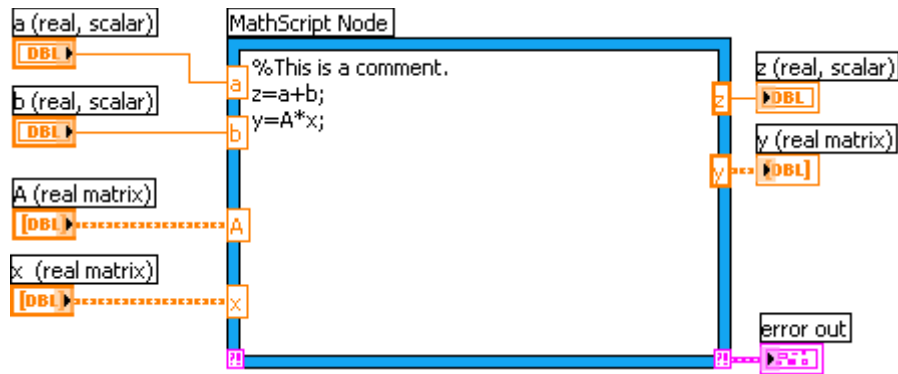 a (real, scalar)
DBL
b (real, scalar)
DBL
A (real matrix)
[DBL]
x (real matrix)
[DBL]
MathScript Node
a
b
A
x
%This is a comment.
z=a+b;
y=A*x;
z
y
?!
?!
z (real, scalar)
DBL
y (real matrix)
[DBL]
error out